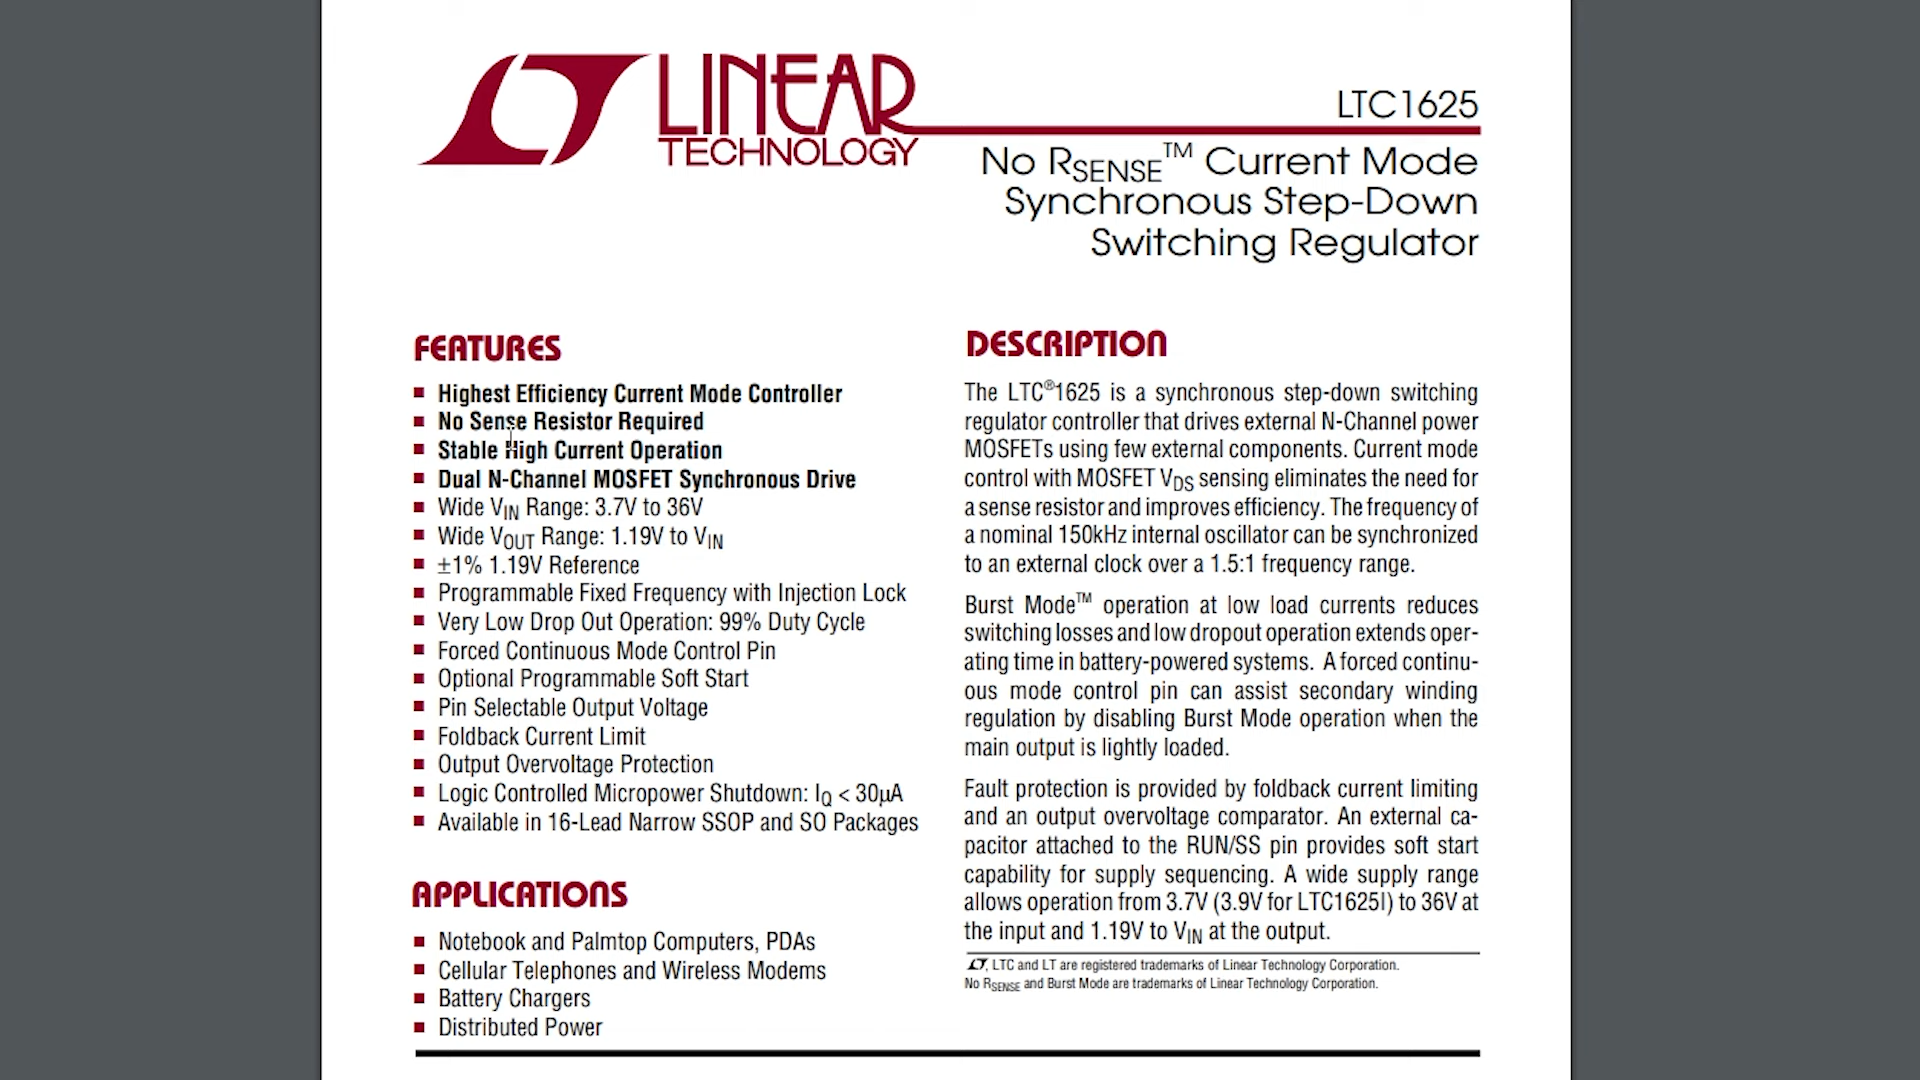 LINEAR
TECHNOLOGY
LTC1625
No RSENSE™ Current Mode
Synchronous Step-Down
Switching Regulator
FEATURES
■ Highest Efficiency Current Mode Controller
■ No Sense Resistor Required
■ Stable High Current Operation
■ Dual N-Channel MOSFET Synchronous Drive
■ Wide VIN Range: 3.7V to 36V
■ Wide VOUT Range: 1.19V to VIN
■ ±1% 1.19V Reference
■ Programmable Fixed Frequency with Injection Lock
■ Very Low Drop Out Operation: 99% Duty Cycle
■ Forced Continuous Mode Control Pin
■ Optional Programmable Soft Start
■ Pin Selectable Output Voltage
■ Foldback Current Limit
■ Output Overvoltage Protection
■ Logic Controlled Micropower Shutdown: IQ < 30µA
■ Available in 16-Lead Narrow SSOP and SO Packages
APPLICATIONS
■ Notebook and Palmtop Computers, PDAs
■ Cellular Telephones and Wireless Modems
■ Battery Chargers
■ Distributed Power
DESCRIPTION
The LTC®1625 is a synchronous step-down switching
regulator controller that drives external N-Channel power
MOSFETs using few external components. Current mode
control with MOSFET VDS sensing eliminates the need for
a sense resistor and improves efficiency. The frequency of
a nominal 150kHz internal oscillator can be synchronized
to an external clock over a 1.5:1 frequency range.
Burst Mode™ operation at low load currents reduces
switching losses and low dropout operation extends oper-
ating time in battery-powered systems. A forced continu-
ous mode control pin can assist secondary winding
regulation by disabling Burst Mode operation when the
main output is lightly loaded.
Fault protection is provided by foldback current limiting
and an output overvoltage comparator. An external ca-
pacitor attached to the RUN/SS pin provides soft start
capability for supply sequencing. A wide supply range
allows operation from 3.7V (3.9V for LTC1625I) to 36V at
the input and 1.19V to VIN at the output.
LT, LTC and LT are registered trademarks of Linear Technology Corporation.
No RSENSE and Burst Mode are trademarks of Linear Technology Corporation.